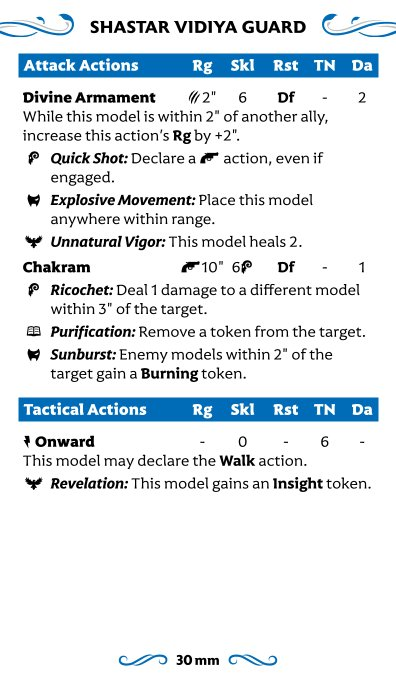 SHASTAR VIDIYA GUARD
Attack Actions Rg Skl Rst TN Da
Divine Armament 2" 6 Df - 2
While this model is within 2" of another ally,
increase this action's Rg by +2".
Quick Shot: Declare a action, even if
engaged.
Explosive Movement: Place this model
anywhere within range.
Unnatural Vigor: This model heals 2.
Chakram 10" 6 Df - 1
Ricochet: Deal 1 damage to a different model
within 3" of the target.
Purification: Remove a token from the target.
Sunburst: Enemy models within 2" of the
target gain a Burning token.
Tactical Actions Rg Skl Rst TN Da
Onward - 0 - 6 -
This model may declare the Walk action.
Revelation: This model gains an Insight token.
30 mm